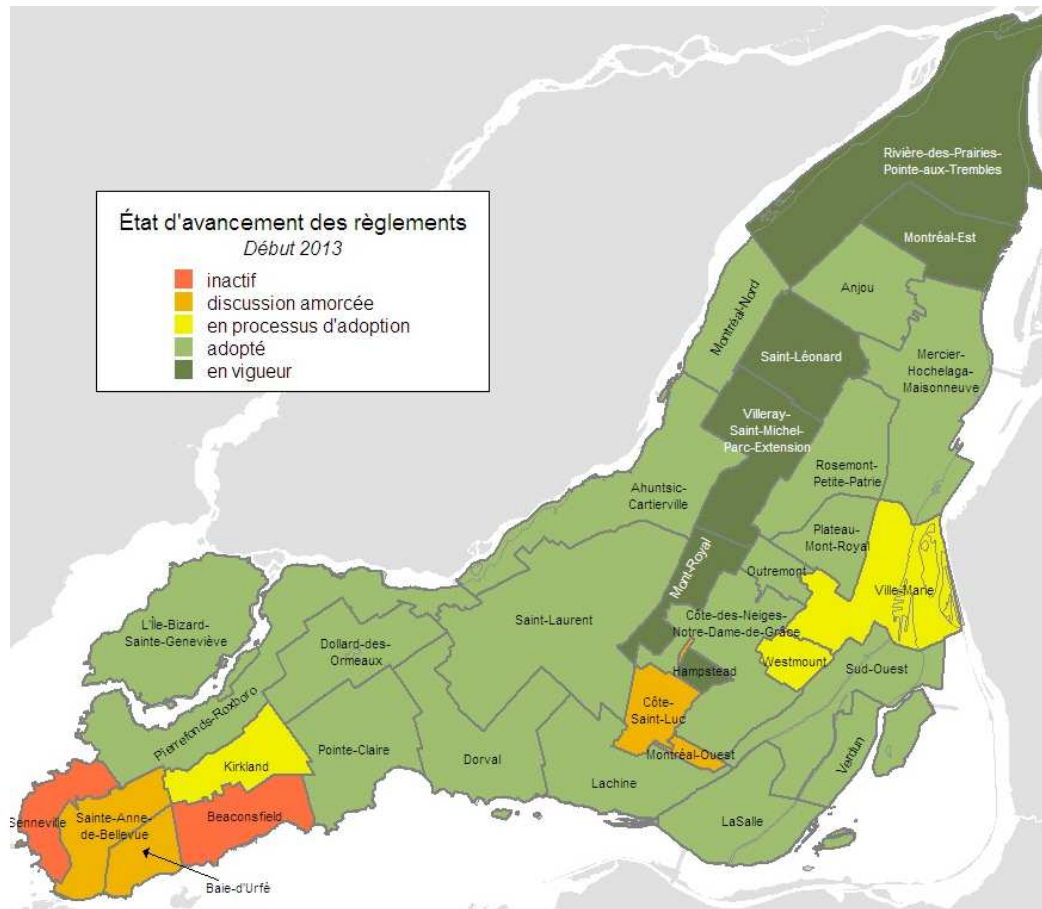 État d'avancement des règlements
Début 2013
inactif
discussion amorcée
en processus d'adoption
adopté
en vigueur
Rivière-des-Prairies-
Pointe-aux-Trembles
Montréal-Est
Anjou
Montréal-Nord
Saint-Léonard
Mercier-
Hochelaga-
Maisonneuve
Villeray-
Saint-Michel-
Parc-Extension
Rosemont-
Petite-Patrie
Ahuntsic-
Cartierville
Plateau-
Mont-Royal
Mont-Royal
Outremont
Ville-Marie
Saint-Laurent
Côte-des-Neiges-
Notre-Dame-de-Grâce
L'Île-Bizard-
Sainte-Geneviève
Dollard-des-
Ormeaux
Westmount
Hampstead
Sud-Ouest
Côte-
Saint-Luc
Pierrefonds-Roxboro
Pointe-Claire
Dorval
Montréal-Ouest
Verdun
Kirkland
Lachine
LaSalle
Senneville
Sainte-Anne-
de-Bellevue
Beaconsfield
Baie-d'Urfé